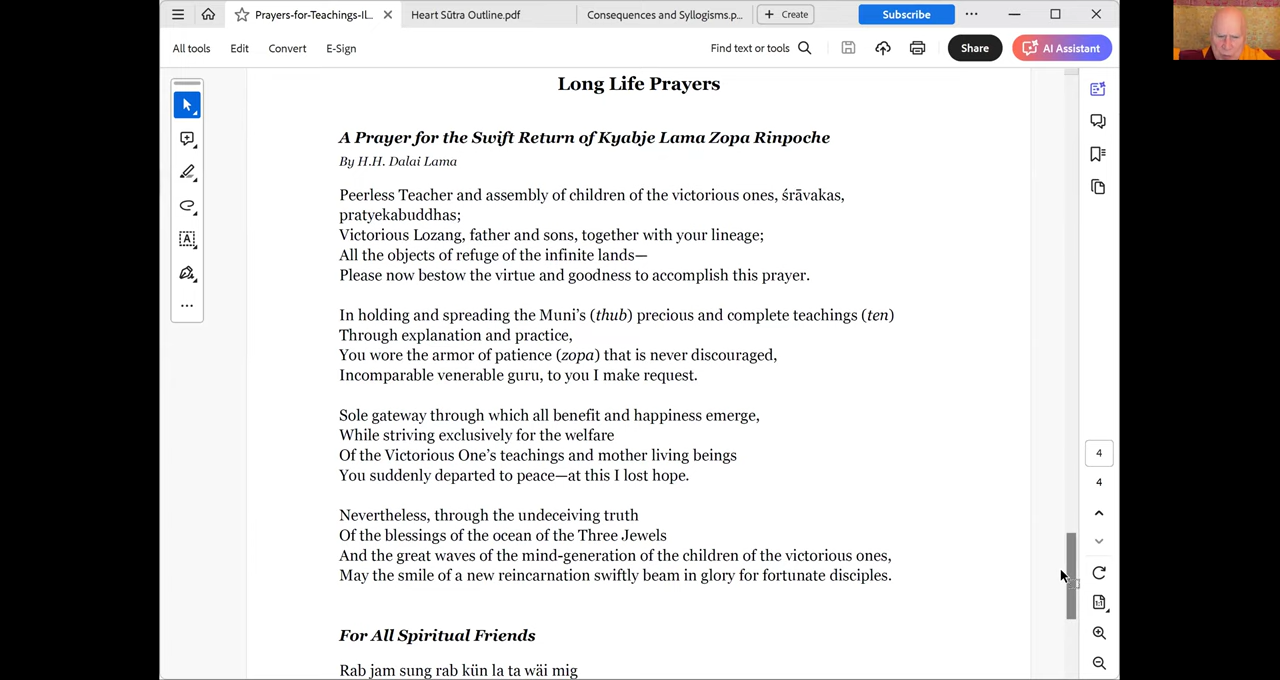 Prayers-for-Teachings-Il...
Heart Sūtra Outline.pdf
Consequences and Syllogisms.p...
+ Create
Subscribe
All tools
Edit
Convert
E-Sign
Find text or tools
Share
AI Assistant
Long Life Prayers
A Prayer for the Swift Return of Kyabje Lama Zopa Rinpoche
By H.H. Dalai Lama
Peerless Teacher and assembly of children of the victorious ones, śrāvakas,
pratyekabuddhas;
Victorious Lozang, father and sons, together with your lineage;
All the objects of refuge of the infinite lands—
Please now bestow the virtue and goodness to accomplish this prayer.
In holding and spreading the Muni’s (thub) precious and complete teachings (ten)
Through explanation and practice,
You wore the armor of patience (zopa) that is never discouraged,
Incomparable venerable guru, to you I make request.
Sole gateway through which all benefit and happiness emerge,
While striving exclusively for the welfare
Of the Victorious One’s teachings and mother living beings
You suddenly departed to peace—at this I lost hope.
Nevertheless, through the undeceiving truth
Of the blessings of the ocean of the Three Jewels
And the great waves of the mind-generation of the children of the victorious ones,
May the smile of a new reincarnation swiftly beam in glory for fortunate disciples.
For All Spiritual Friends
Rab jam sung rab kün la ta wäi mig
4
4